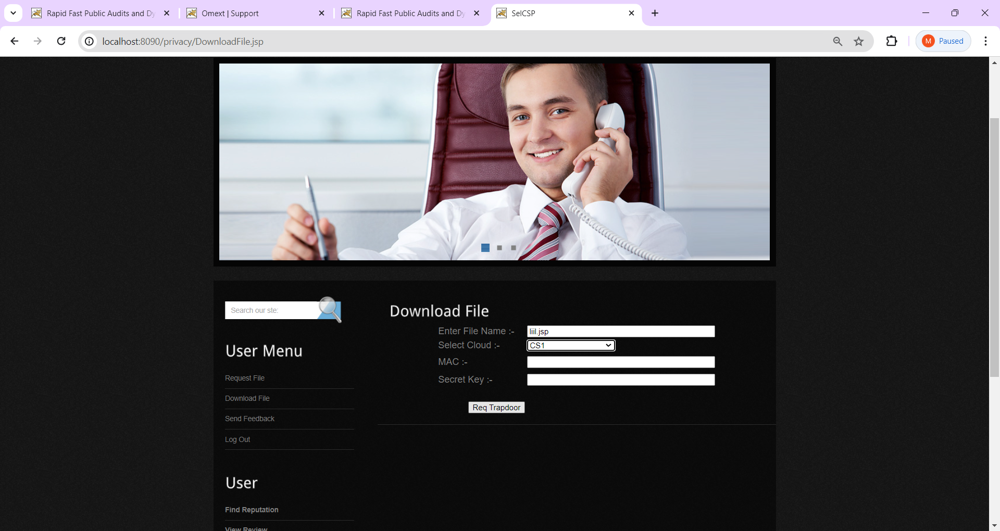 Rapid Fast Public Audits and Dy
Omext | Support
Rapid Fast Public Audits and Dy
SelCSP
localhost:8090/privacy/DownloadFile.jsp
M Paused
Search our ste:
Download File
Enter File Name :- liil.jsp
Select Cloud :- CS1
MAC :-
Secret Key :-
Req Trapdoor
User Menu
Request File
Download File
Send Feedback
Log Out
User
Find Reputation
View Review